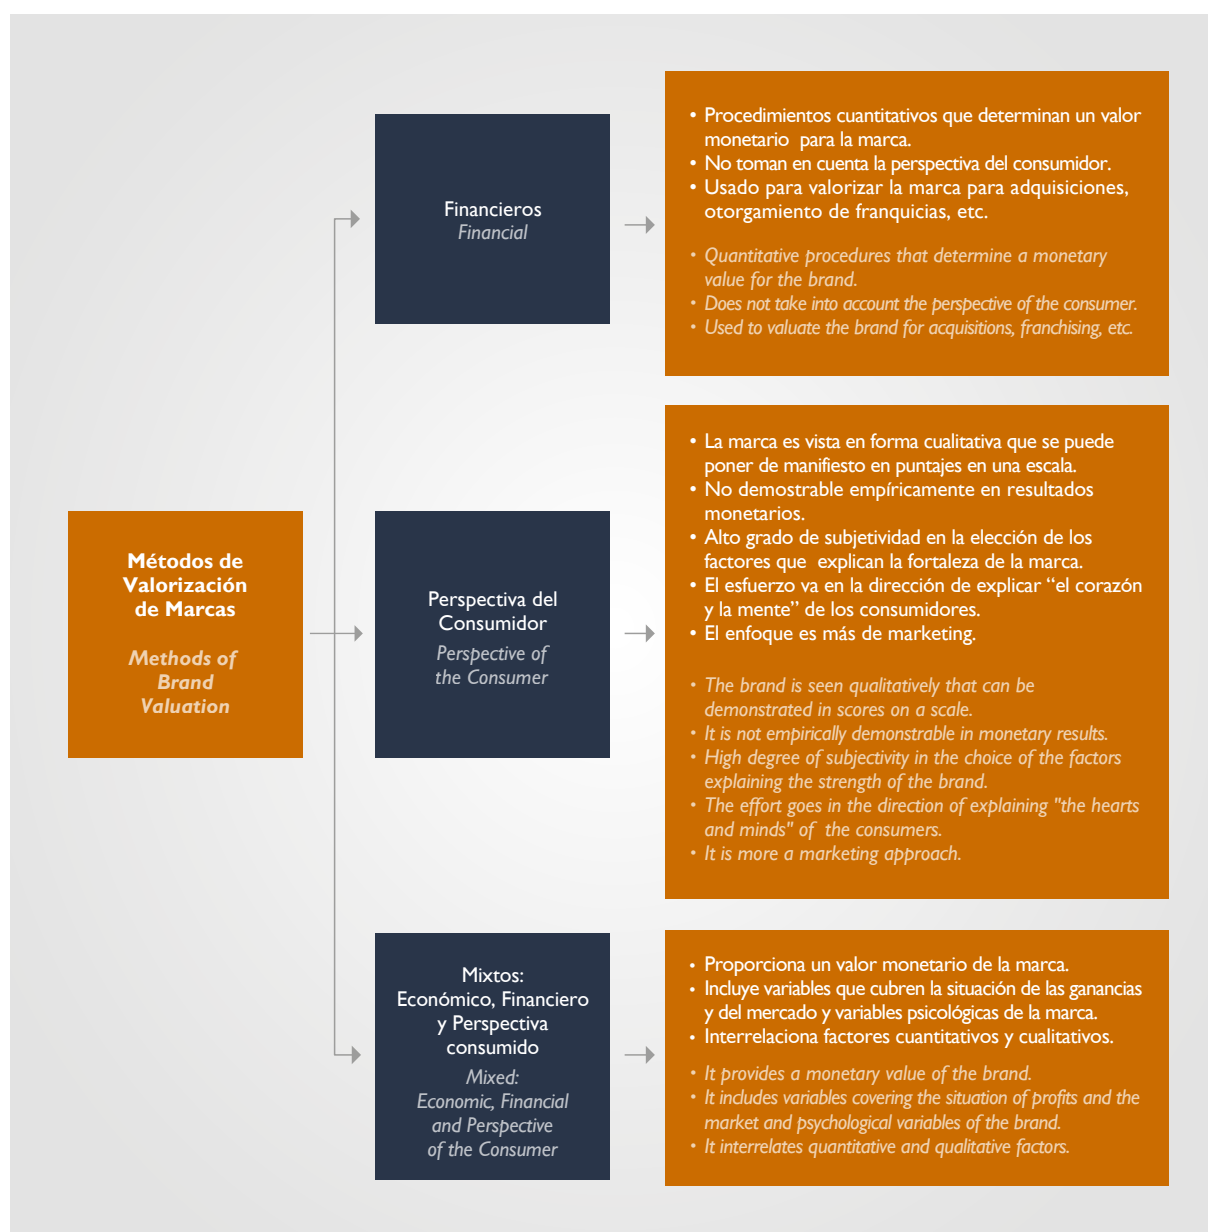 Métodos de
Valorización
de Marcas
Methods of
Brand
Valuation
Financieros
Financial
• Procedimientos cuantitativos que determinan un valor
monetario para la marca.
• No toman en cuenta la perspectiva del consumidor.
• Usado para valorizar la marca para adquisiciones,
otorgamiento de franquicias, etc.
• Quantitative procedures that determine a monetary
value for the brand.
• Does not take into account the perspective of the consumer.
• Used to valuate the brand for acquisitions, franchising, etc.
Perspectiva del
Consumidor
Perspective of
the Consumer
• La marca es vista en forma cualitativa que se puede
poner de manifiesto en puntajes en una escala.
• No demostrable empíricamente en resultados
monetarios.
• Alto grado de subjetividad en la elección de los
factores que explican la fortaleza de la marca.
• El esfuerzo va en la dirección de explicar “el corazón
y la mente” de los consumidores.
• El enfoque es más de marketing.
• The brand is seen qualitatively that can be
demonstrated in scores on a scale.
• It is not empirically demonstrable in monetary results.
• High degree of subjectivity in the choice of the factors
explaining the strength of the brand.
• The effort goes in the direction of explaining "the hearts
and minds" of the consumers.
• It is more a marketing approach.
Mixtos:
Económico, Financiero
y Perspectiva
consumido
Mixed:
Economic, Financial
and Perspective
of the Consumer
• Proporciona un valor monetario de la marca.
• Incluye variables que cubren la situación de las ganancias
y del mercado y variables psicológicas de la marca.
• Interrelaciona factores cuantitativos y cualitativos.
• It provides a monetary value of the brand.
• It includes variables covering the situation of profits and the
market and psychological variables of the brand.
• It interrelates quantitative and qualitative factors.